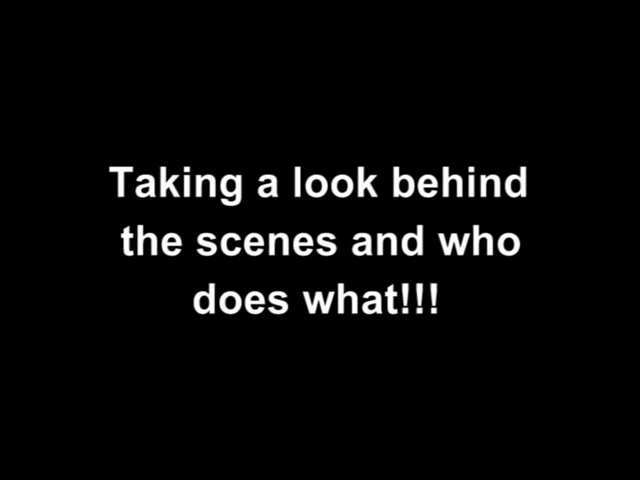 Taking a look behind
the scenes and who
does what!!!